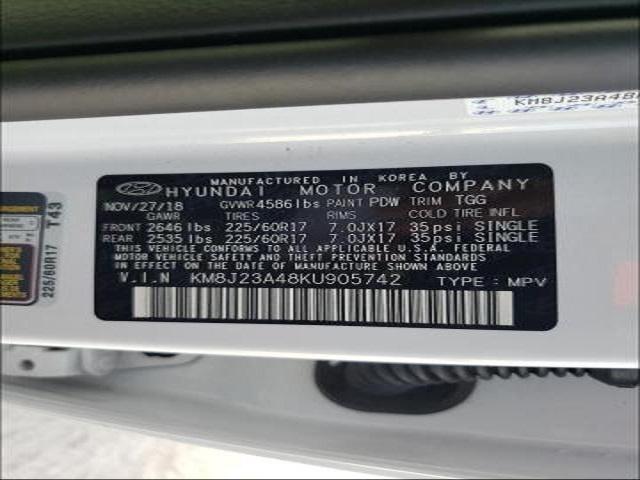 KM8J23A48
MANUFACTURED IN KOREA BY
HYUNDAI MOTOR COMPANY
NOV/27/18 GVWR 4586 lbs PAINT PDW TRIM TGG
GAWR TIRES RIMS COLD TIRE INFL
FRONT 2646 lbs 225/60R17 7.0JX17 35psi SINGLE
REAR 2535 lbs 225/60R17 7.0JX17 35psi SINGLE
THIS VEHICLE CONFORMS TO ALL APPLICABLE U.S.A. FEDERAL
MOTOR VEHICLE SAFETY AND THEFT PREVENTION STANDARDS
IN EFFECT ON THE DATE OF MANUFACTURE SHOWN ABOVE.
V.I.N KM8J23A48KU905742 TYPE : MPV
225/60R17 T43